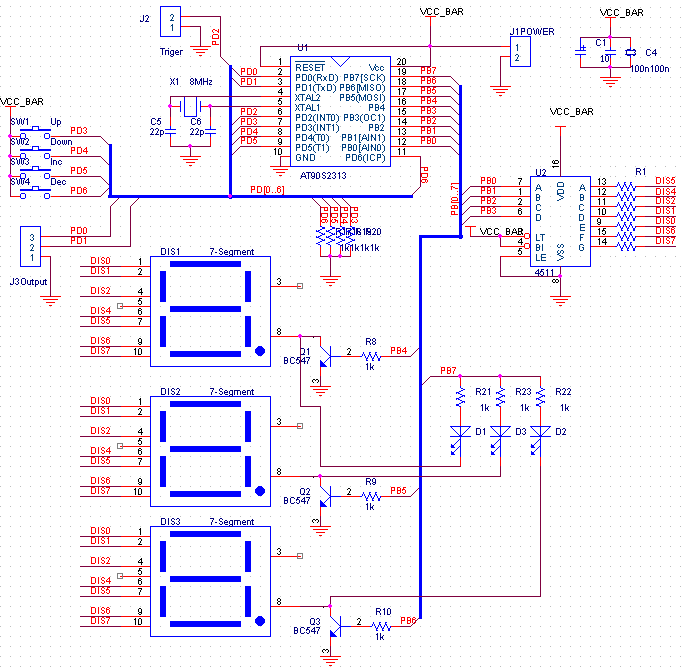 J2
2
1
Triger
PD2
VCC_BAR
J1POWER
1
2
VCC_BAR
C1
10
C4
100n100n
U1
1
2
3
4
5
6
7
8
9
10
RESET
PD0(RxD)
PD1(TxD)
XTAL2
XTAL1
PD2(INT0)
PD3(INT1)
PD4(T0)
PD5(T1)
GND
Vcc
PB7[SCK)
PB6(MISO)
PB5(MOSI)
PB4
PB3(OC1)
PB2
PB1[AIN1)
PB0[AIN0)
PD6(ICP)
20
19
18
17
16
15
14
13
12
11
AT90S2313
PD0
PD1
PD2
PD3
PD4
PD5
PB7
PB6
PB5
PB4
PB3
PB2
PB1
PB0
PD6
X1
8MHz
C5
22p
C6
22p
VCC_BAR
SW1
Up
SW2
Down
SW3
Inc
SW4
Dec
PD3
PD4
PD5
PD6
PD[0..6]
PB[0..7]
VCC_BAR
16
U2
PB0
PB1
PB2
PB3
7
1
2
6
3
4
5
A
B
C
D
LT
BI
LE
VDD
VSS
A
B
C
D
E
F
G
13
12
11
10
9
15
14
8
4511
R1
DIS5
DIS4
DIS2
DIS1
DIS0
DIS6
DIS7
VCC_BAR
PD0
PD1
3
2
1
J3Output
PD6
PD5
PD4
PD3
1k1k1k1k
DIS1
7-Segment
DIS0
DIS1
DIS2
DIS4
DIS5
DIS6
DIS7
1
2
4
5
6
7
9
10
3
8
Q1
BC547
2
3
R8
1k
PB4
DIS2
7-Segment
DIS0
DIS1
DIS2
DIS4
DIS5
DIS6
DIS7
1
2
4
5
6
7
9
10
3
8
Q2
BC547
2
3
R9
1k
PB5
PB7
R21
1k
R23
1k
R22
1k
D1
D3
D2
DIS3
7-Segment
DIS0
DIS1
DIS2
DIS4
DIS5
DIS6
DIS7
1
2
4
5
6
7
9
10
3
8
Q3
BC547
2
3
R10
1k
PB6